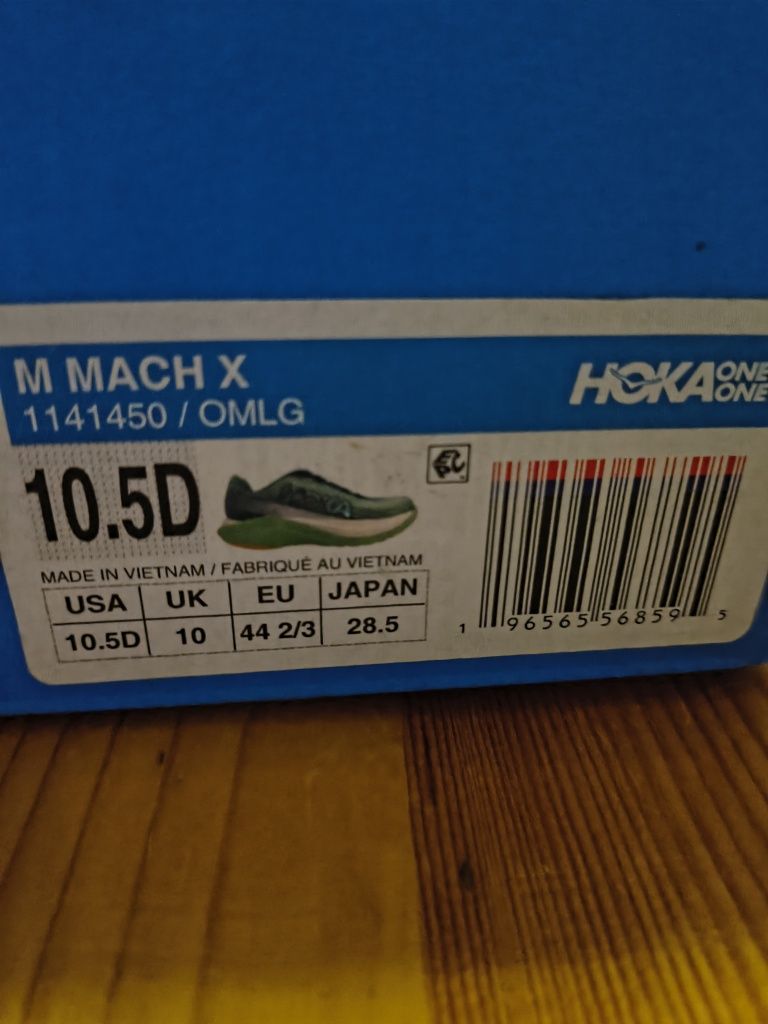 M MACH X
1141450 / OMLG
HOKA ONE ONE
10.5D
MADE IN VIETNAM / FABRIQUÉ AU VIETNAM
USA UK EU JAPAN
10.5D 10 44 2/3 28.5
1 96565 56859 5